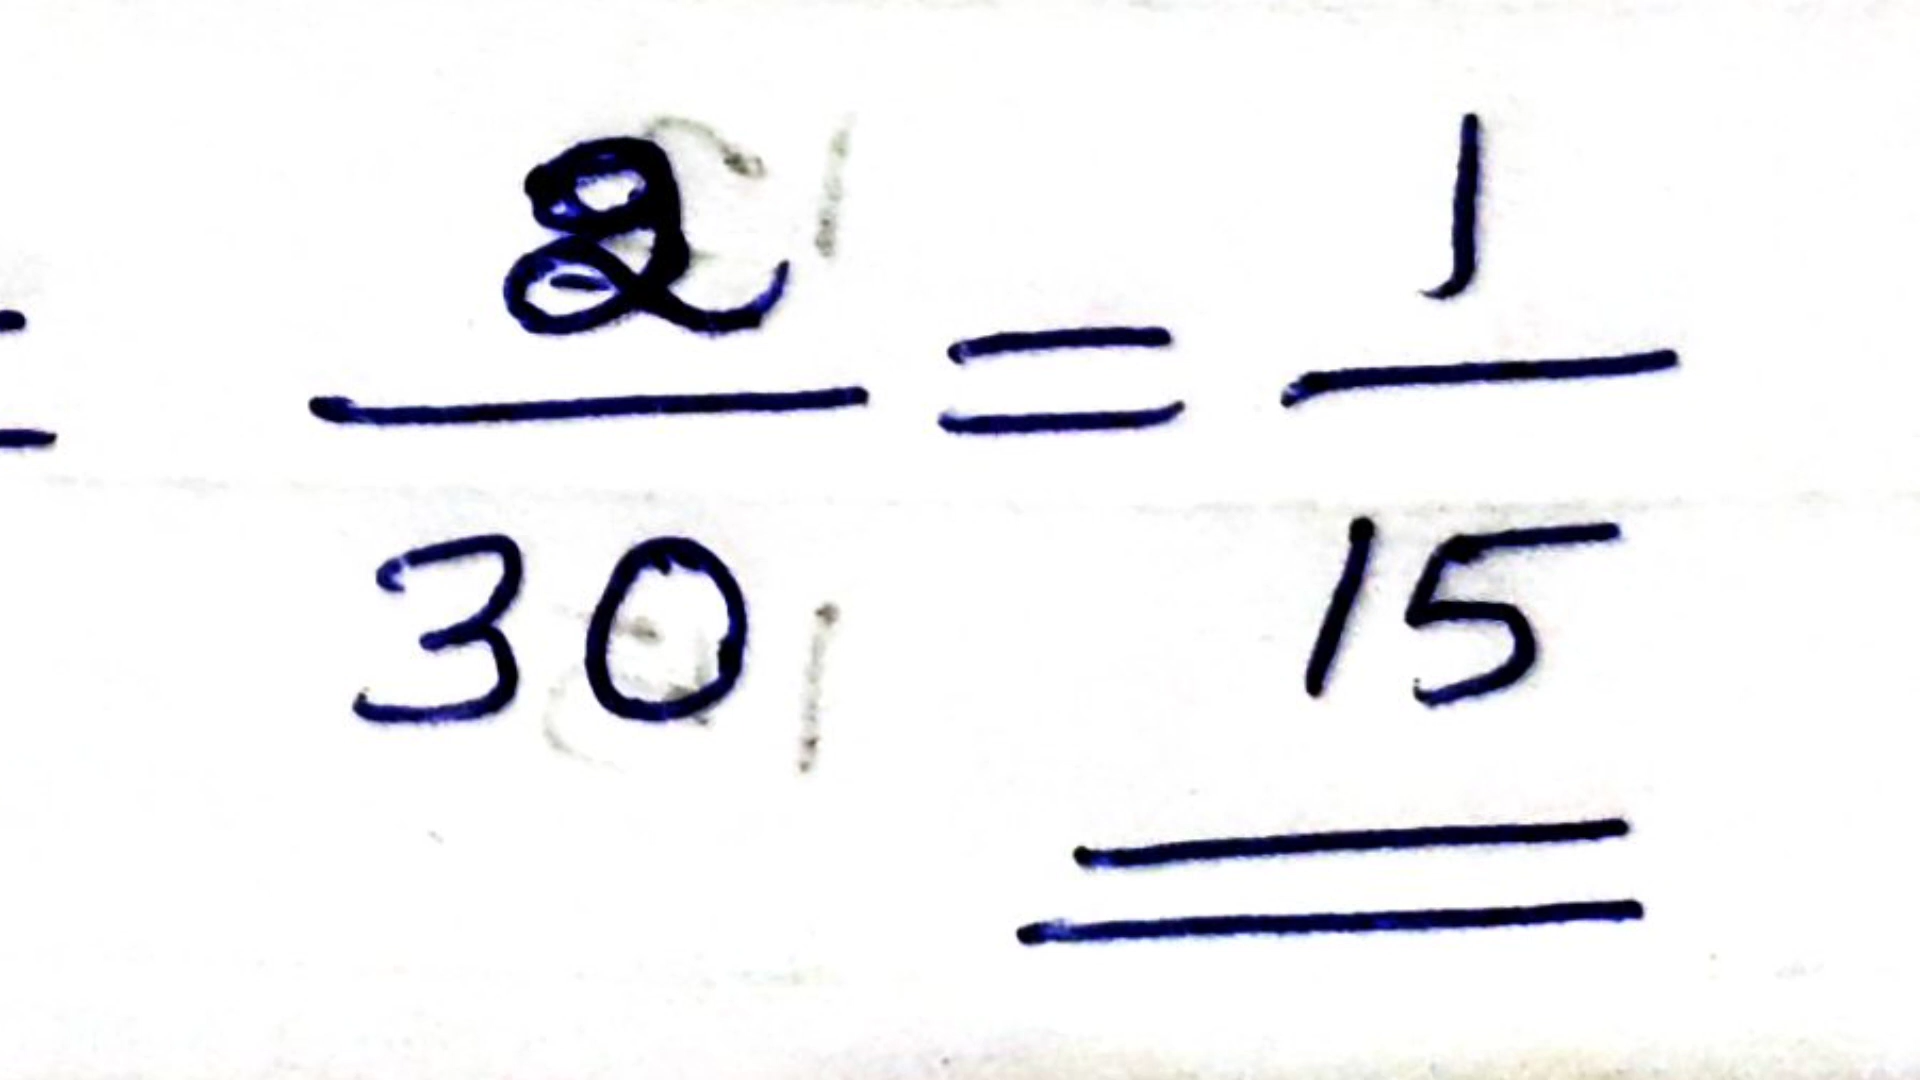 = 2/30 = 1/15